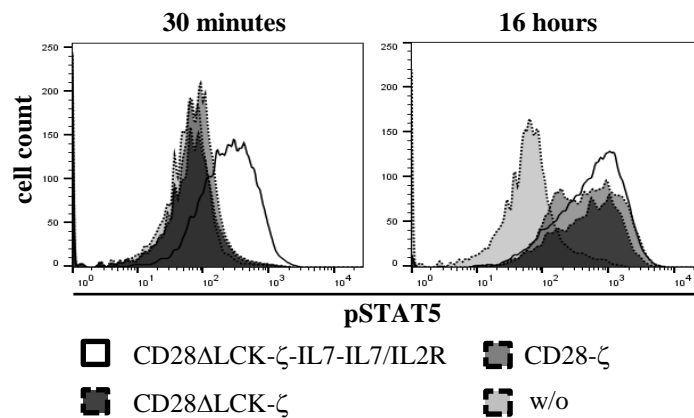 30 minutes 16 hours
250 250
200 200
150 150
100 100
50 50
0 0
10^0 10^1 10^2 10^3 10^4 10^0 10^1 10^2 10^3 10^4
cell count
pSTAT5
CD28ΔLCK-ζ-IL7-IL7/IL2R CD28-ζ
CD28ΔLCK-ζ w/o